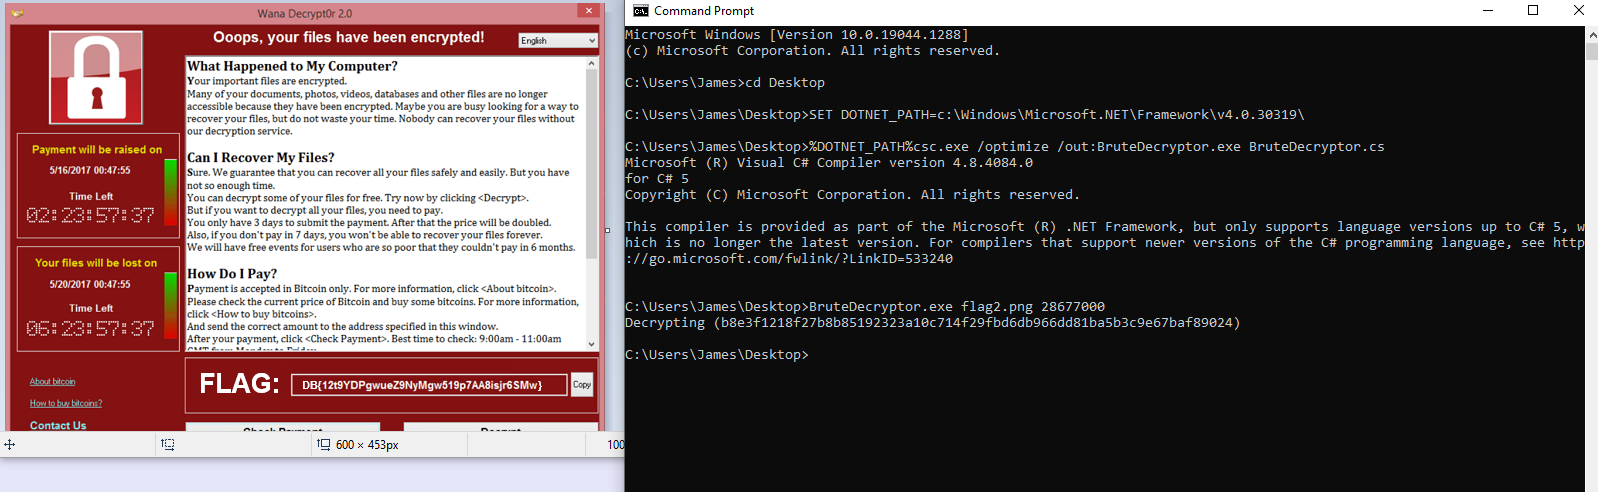 Wana Decrypt0r 2.0
Ooops, your files have been encrypted!
English
What Happened to My Computer?
Your important files are encrypted.
Many of your documents, photos, videos, databases and other files are no longer
accessible because they have been encrypted. Maybe you are busy looking for a way to
recover your files, but do not waste your time. Nobody can recover your files without
our decryption service.
Can I Recover My Files?
Sure. We guarantee that you can recover all your files safely and easily. But you have
not so enough time.
You can decrypt some of your files for free. Try now by clicking <Decrypt>.
But if you want to decrypt all your files, you need to pay.
You only have 3 days to submit the payment. After that the price will be doubled.
Also, if you don't pay in 7 days, you won't be able to recover your files forever.
We will have free events for users who are so poor that they couldn't pay in 6 months.
How Do I Pay?
Payment is accepted in Bitcoin only. For more information, click <About bitcoin>.
Please check the current price of Bitcoin and buy some bitcoins. For more information,
click <How to buy bitcoins>.
And send the correct amount to the address specified in this window.
After your payment, click <Check Payment>. Best time to check: 9:00am - 11:00am
GMT from Monday to Friday
Payment will be raised on
5/16/2017 00:47:55
Time Left
02:23:57:37
Your files will be lost on
5/20/2017 00:47:55
Time Left
06:23:57:37
About bitcoin
How to buy bitcoins?
Contact Us
FLAG:
DB{12t9YDPgwueZ9NyMgw519p7AA8isjr6SMw}
Copy
Check Payment
Decrypt
600 × 453px
100
Command Prompt
Microsoft Windows [Version 10.0.19044.1288]
(c) Microsoft Corporation. All rights reserved.
C:\Users\James>cd Desktop
C:\Users\James\Desktop>SET DOTNET_PATH=c:\Windows\Microsoft.NET\Framework\v4.0.30319\
C:\Users\James\Desktop>%DOTNET_PATH%csc.exe /optimize /out:BruteDecryptor.exe BruteDecryptor.cs
Microsoft (R) Visual C# Compiler version 4.8.4084.0
for C# 5
Copyright (C) Microsoft Corporation. All rights reserved.
This compiler is provided as part of the Microsoft (R) .NET Framework, but only supports language versions up to C# 5, w
hich is no longer the latest version. For compilers that support newer versions of the C# programming language, see http
://go.microsoft.com/fwlink/?LinkID=533240
C:\Users\James\Desktop>BruteDecryptor.exe flag2.png 28677000
Decrypting (b8e3f1218f27b8b85192323a10c714f29fbd6db966dd81ba5b3c9e67baf89024)
C:\Users\James\Desktop>